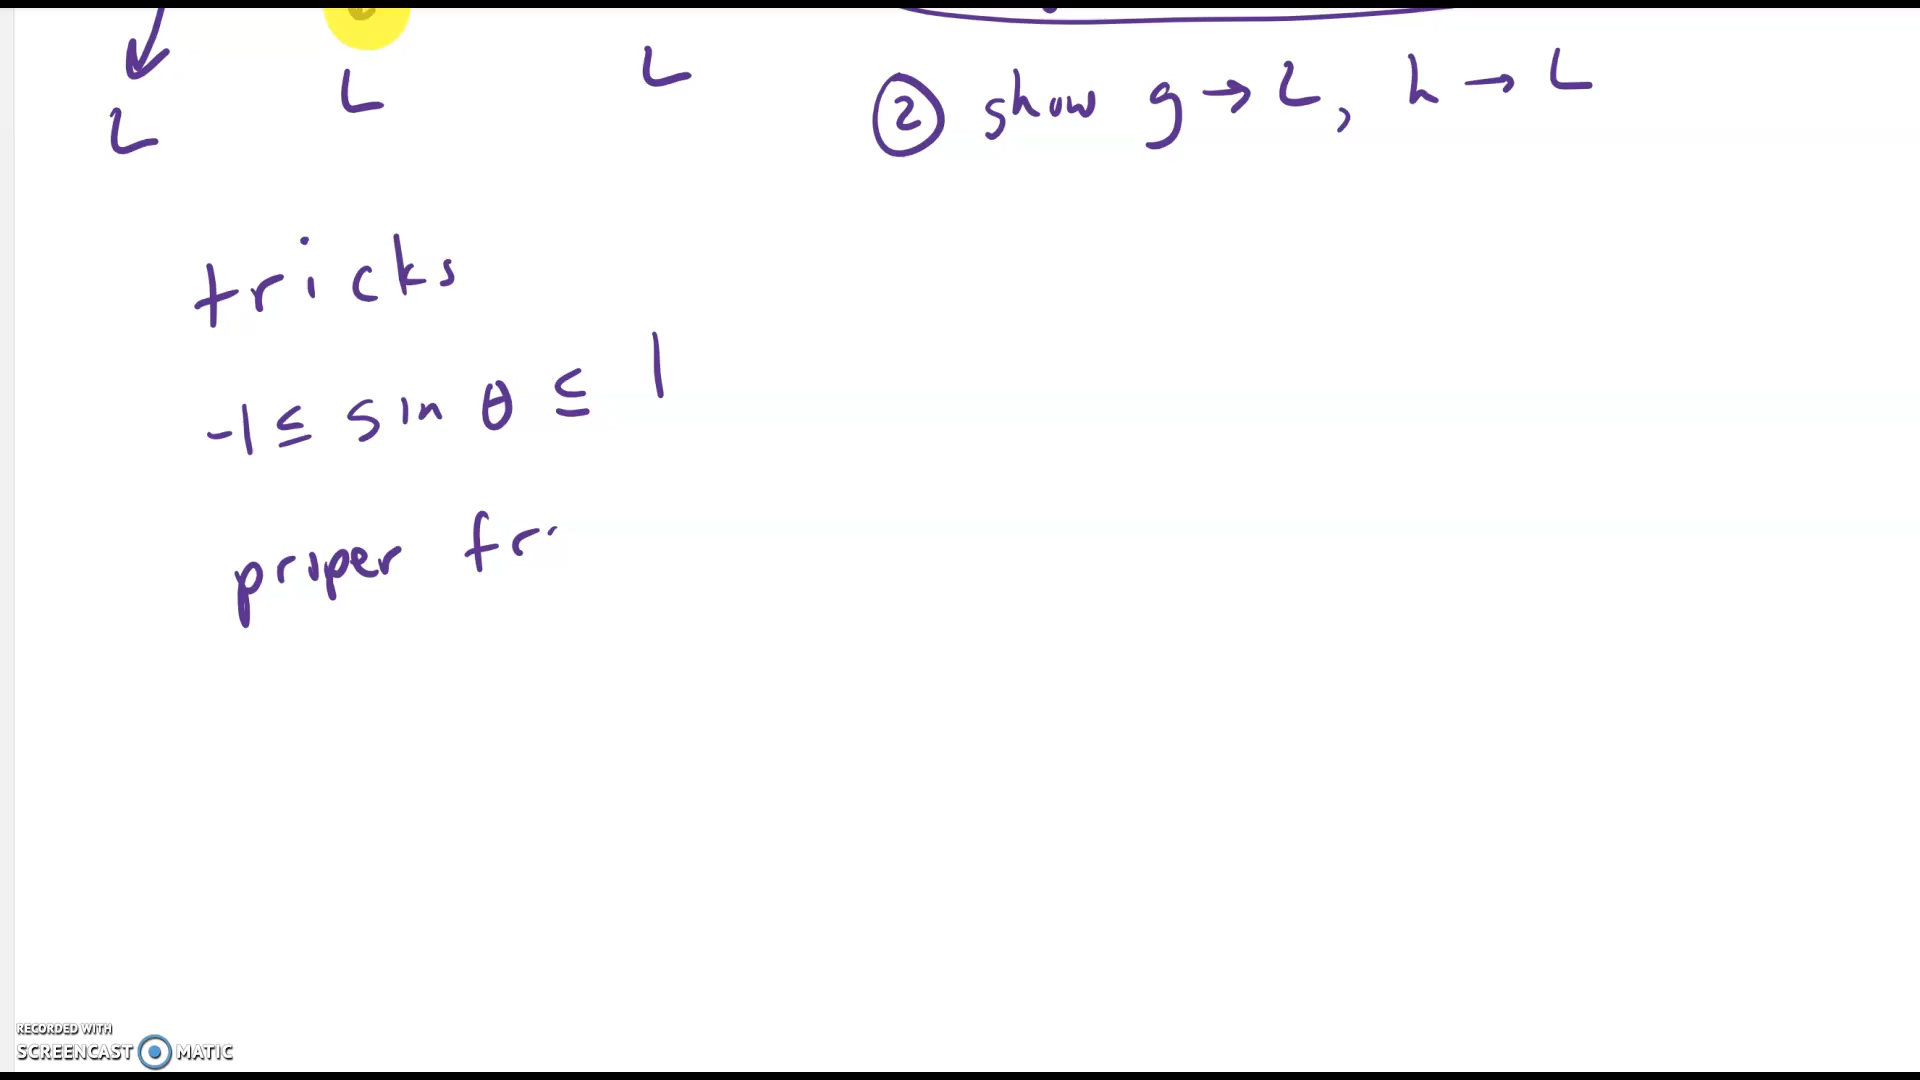 L L L
② show g → L, h → L
tricks
-1 ≤ sin θ ≤ 1
proper fr
RECORDED WITH
SCREENCAST MATIC